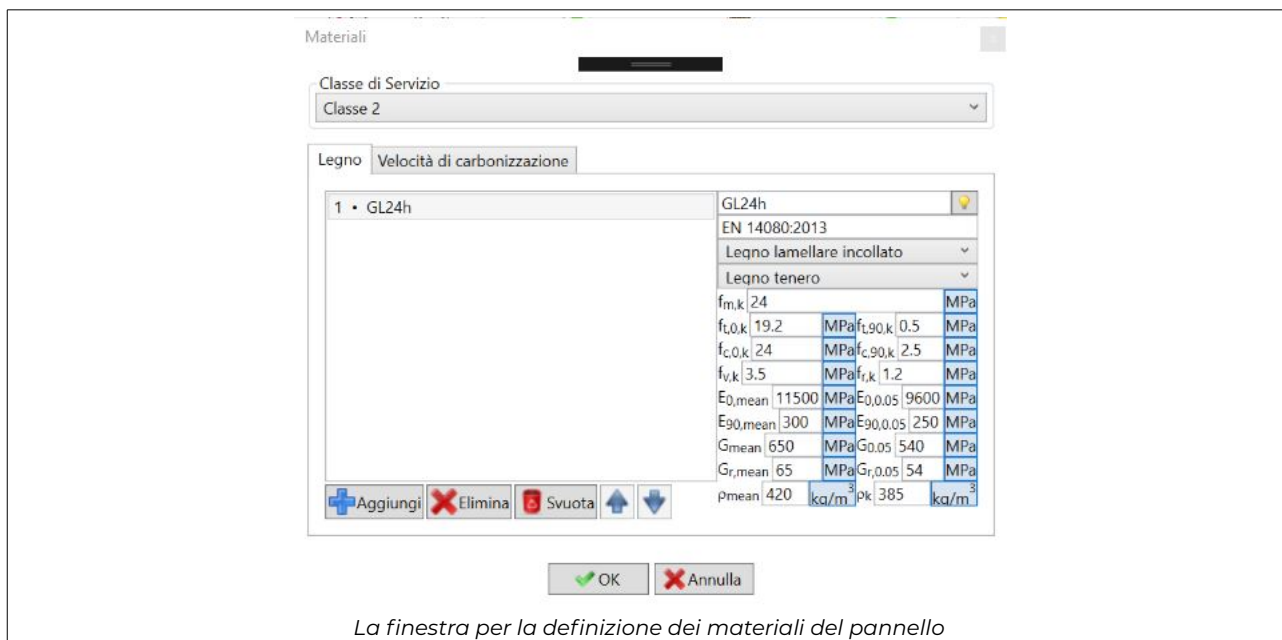 Materiali
Classe di Servizio
Classe 2
Legno Velocità di carbonizzazione
1 • GL24h
GL24h
EN 14080:2013
Legno lamellare incollato
Legno tenero
fm,k 24 MPa
ft,0,k 19.2 MPa ft,90,k 0.5 MPa
fc,0,k 24 MPa fc,90,k 2.5 MPa
fv,k 3.5 MPa fr,k 1.2 MPa
E0,mean 11500 MPa E0,0.05 9600 MPa
E90,mean 300 MPa E90,0.05 250 MPa
Gmean 650 MPa G0.05 540 MPa
Gr,mean 65 MPa Gr,0.05 54 MPa
ρmean 420 kg/m³ ρk 385 kg/m³
Aggiungi Elimina Svuota
OK Annulla
La finestra per la definizione dei materiali del pannello